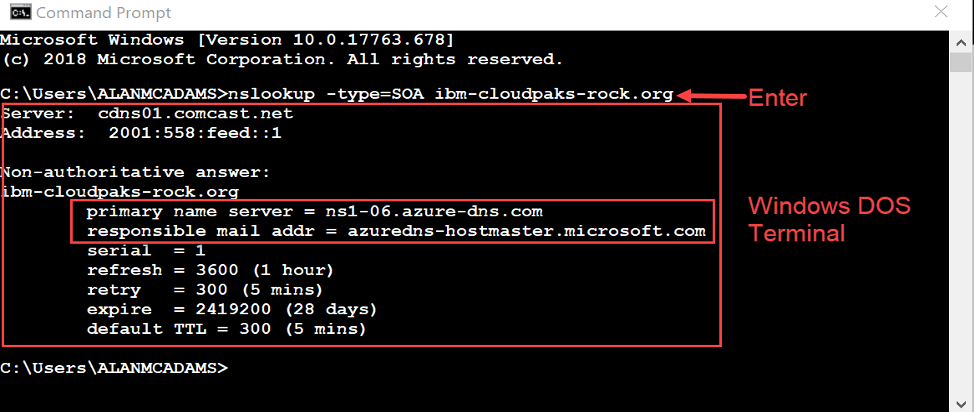 Command Prompt
Microsoft Windows [Version 10.0.17763.678]
(c) 2018 Microsoft Corporation. All rights reserved.
C:\Users\ALANMCADAMS>nslookup -type=SOA ibm-cloudpaks-rock.org
Enter
Server:  cdns01.comcast.net
Address:  2001:558:feed::1
Non-authoritative answer:
ibm-cloudpaks-rock.org
primary name server = ns1-06.azure-dns.com
responsible mail addr = azuredns-hostmaster.microsoft.com
serial  = 1
refresh = 3600 (1 hour)
retry   = 300 (5 mins)
expire  = 2419200 (28 days)
default TTL = 300 (5 mins)
Windows DOS
Terminal
C:\Users\ALANMCADAMS>